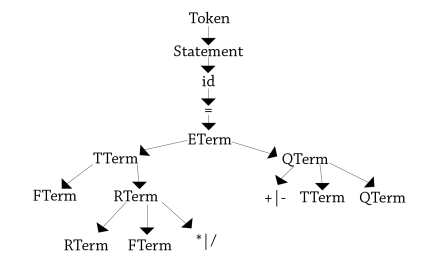 Token
Statement
id
=
ETerm
TTerm QTerm
FTerm RTerm +|- TTerm QTerm
RTerm FTerm *|/